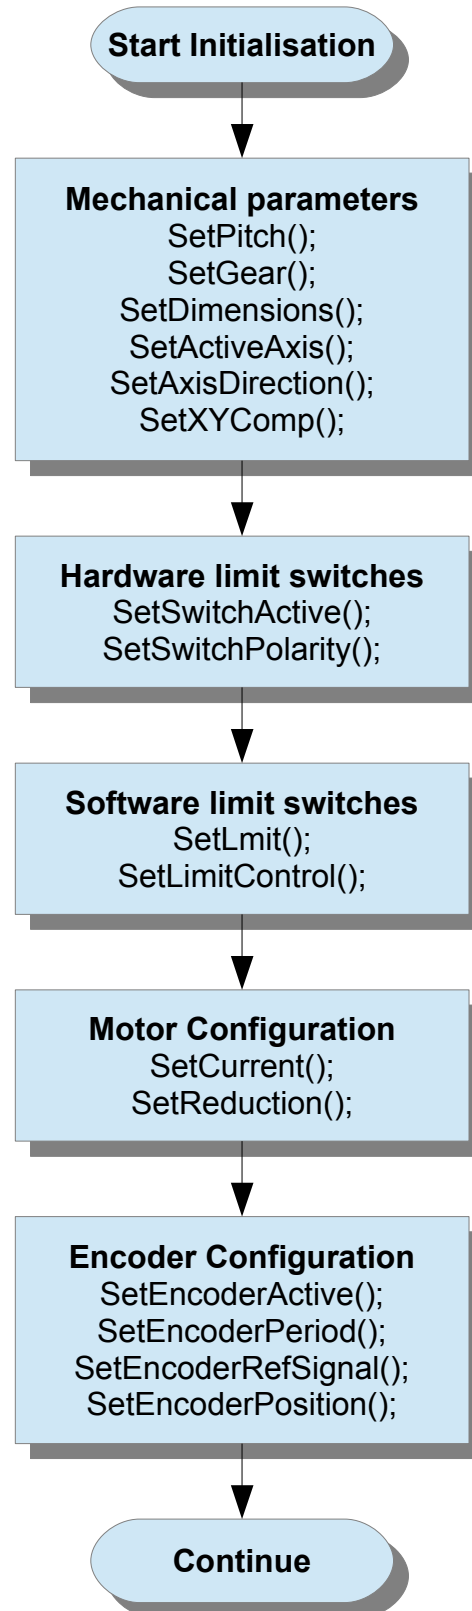 Start Initialisation
Mechanical parameters
SetPitch();
SetGear();
SetDimensions();
SetActiveAxis();
SetAxisDirection();
SetXYComp();
Hardware limit switches
SetSwitchActive();
SetSwitchPolarity();
Software limit switches
SetLmit();
SetLimitControl();
Motor Configuration
SetCurrent();
SetReduction();
Encoder Configuration
SetEncoderActive();
SetEncoderPeriod();
SetEncoderRefSignal();
SetEncoderPosition();
Continue